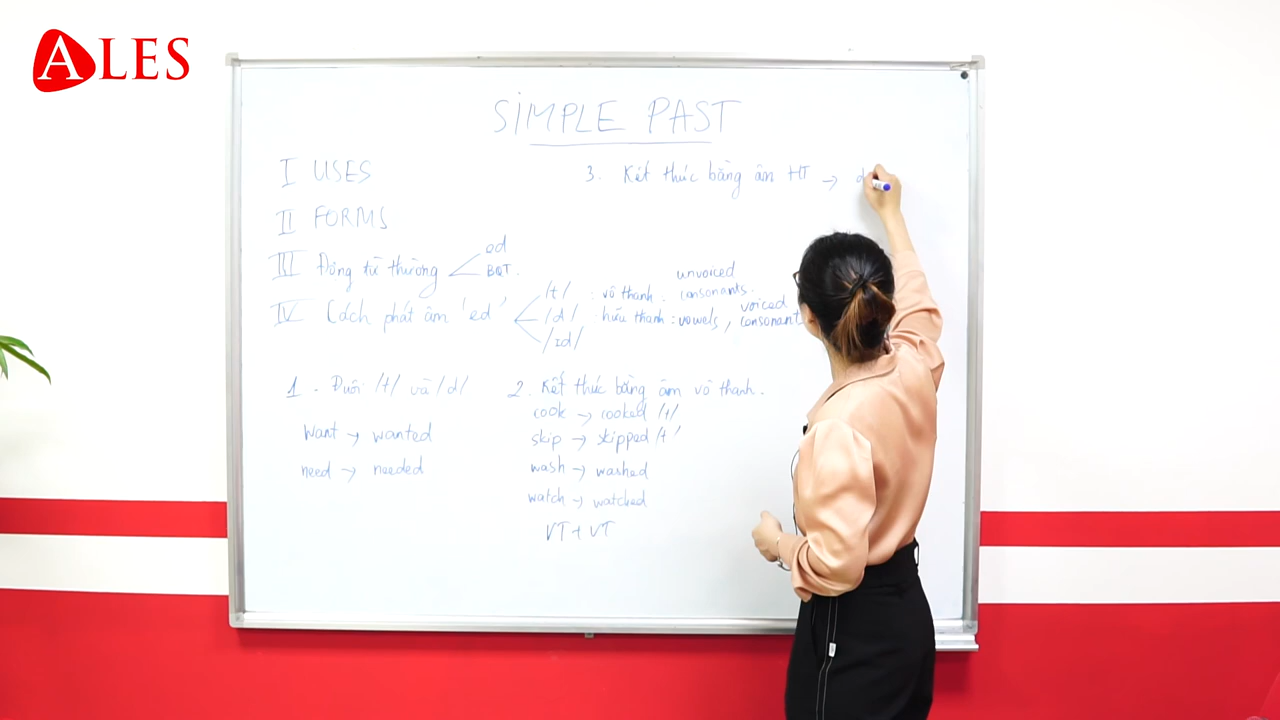 ALES
SIMPLE PAST
I USES
II FORMS
III Động từ thường
ed
BQT.
IV Cách phát âm 'ed'
/t/ : vô thanh : unvoiced consonants.
/d/ : hữu thanh : vowels, voiced consonant
/ɪd/
1. Đuôi /t/ và /d/
want → wanted
need → needed
2. Kết thúc bằng âm vô thanh.
cook → cooked /t/
skip → skipped /t/
wash → washed
watch → watched
VT + VT
3. Kết thúc bằng âm HT → d